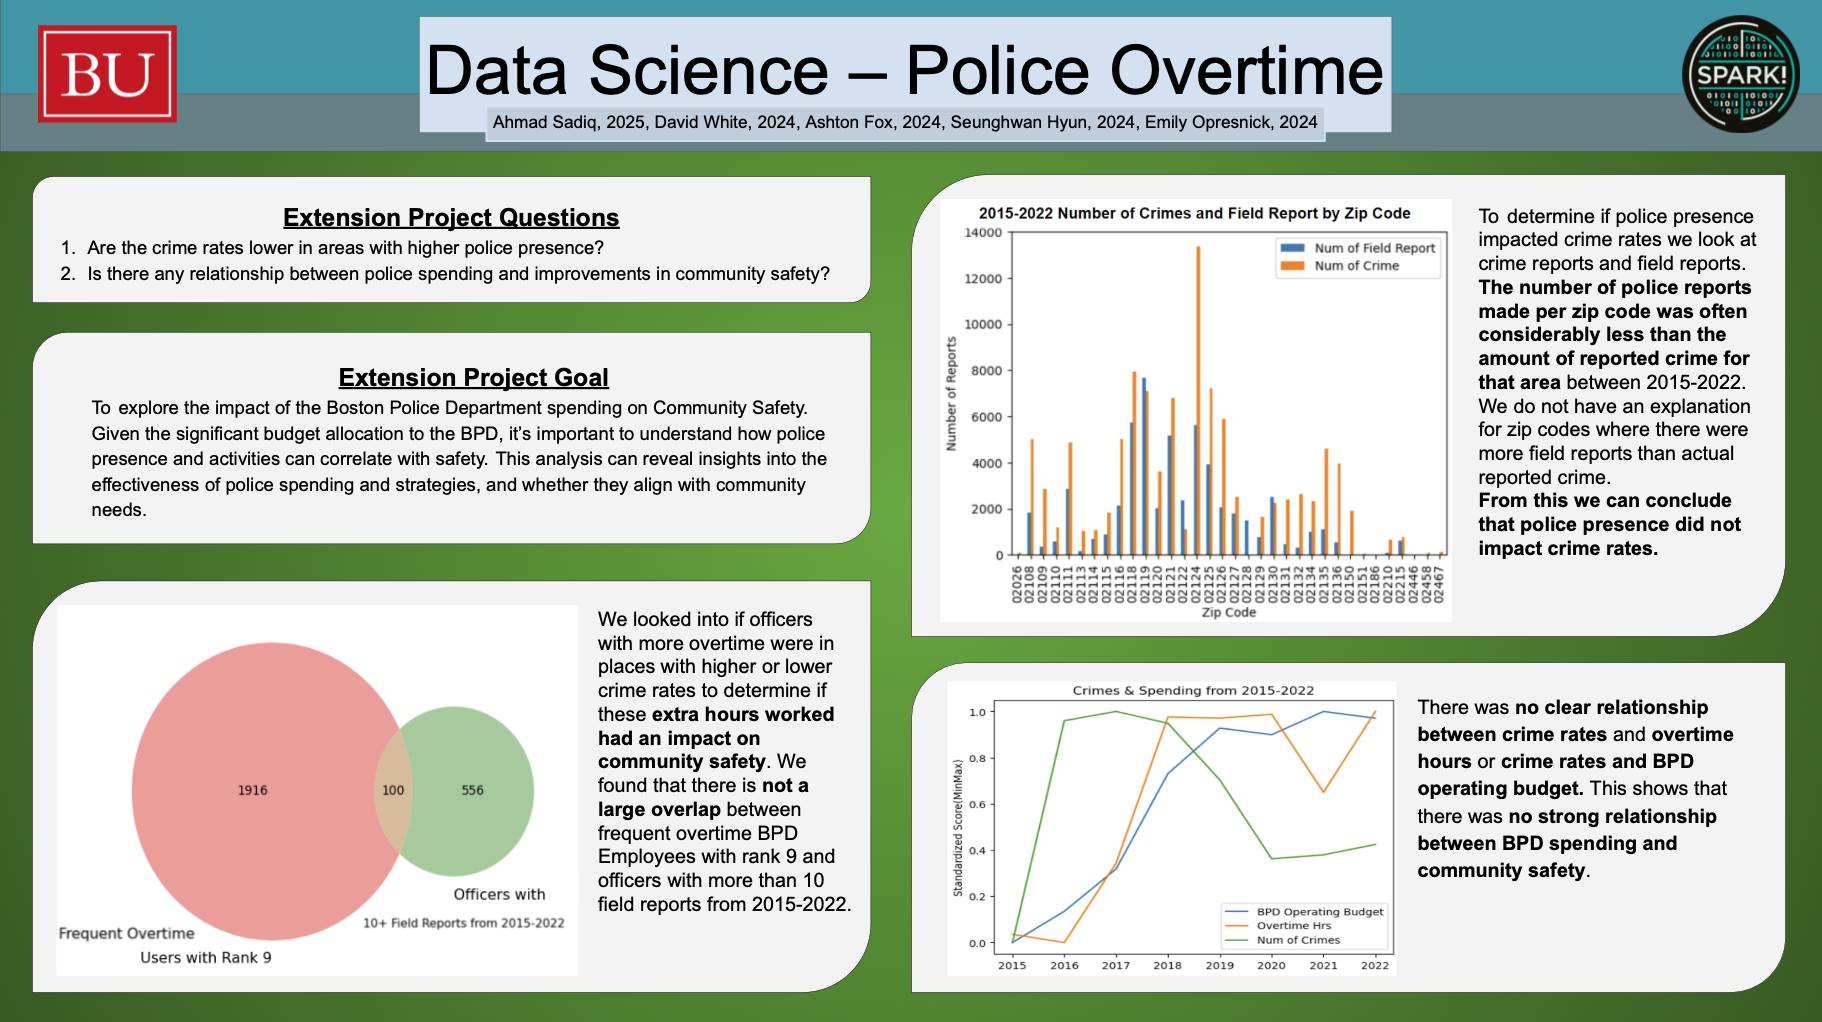 BU
Data Science – Police Overtime
Ahmad Sadiq, 2025, David White, 2024, Ashton Fox, 2024, Seunghwan Hyun, 2024, Emily Opresnick, 2024
SPARK!
Extension Project Questions
1. Are the crime rates lower in areas with higher police presence?
2. Is there any relationship between police spending and improvements in community safety?
Extension Project Goal
To explore the impact of the Boston Police Department spending on Community Safety.
Given the significant budget allocation to the BPD, it's important to understand how police
presence and activities can correlate with safety. This analysis can reveal insights into the
effectiveness of police spending and strategies, and whether they align with community
needs.
1916
100
556
Officers with
10+ Field Reports from 2015-2022
Frequent Overtime
Users with Rank 9
We looked into if officers
with more overtime were in
places with higher or lower
crime rates to determine if
these extra hours worked
had an impact on
community safety. We
found that there is not a
large overlap between
frequent overtime BPD
Employees with rank 9 and
officers with more than 10
field reports from 2015-2022.
2015-2022 Number of Crimes and Field Report by Zip Code
Num of Field Report
Num of Crime
Number of Reports
14000
12000
10000
8000
6000
4000
2000
0
02026
02108
02109
02110
02111
02113
02114
02115
02116
02118
02119
02120
02121
02122
02124
02125
02126
02127
02128
02129
02130
02131
02132
02134
02135
02136
02150
02151
02186
02210
02215
02446
02458
02467
Zip Code
To determine if police presence
impacted crime rates we look at
crime reports and field reports.
The number of police reports
made per zip code was often
considerably less than the
amount of reported crime for
that area between 2015-2022.
We do not have an explanation
for zip codes where there were
more field reports than actual
reported crime.
From this we can conclude
that police presence did not
impact crime rates.
Crimes & Spending from 2015-2022
Standardized Score(MinMax)
1.0
0.8
0.6
0.4
0.2
0.0
BPD Operating Budget
Overtime Hrs
Num of Crimes
2015 2016 2017 2018 2019 2020 2021 2022
There was no clear relationship
between crime rates and overtime
hours or crime rates and BPD
operating budget. This shows that
there was no strong relationship
between BPD spending and
community safety.